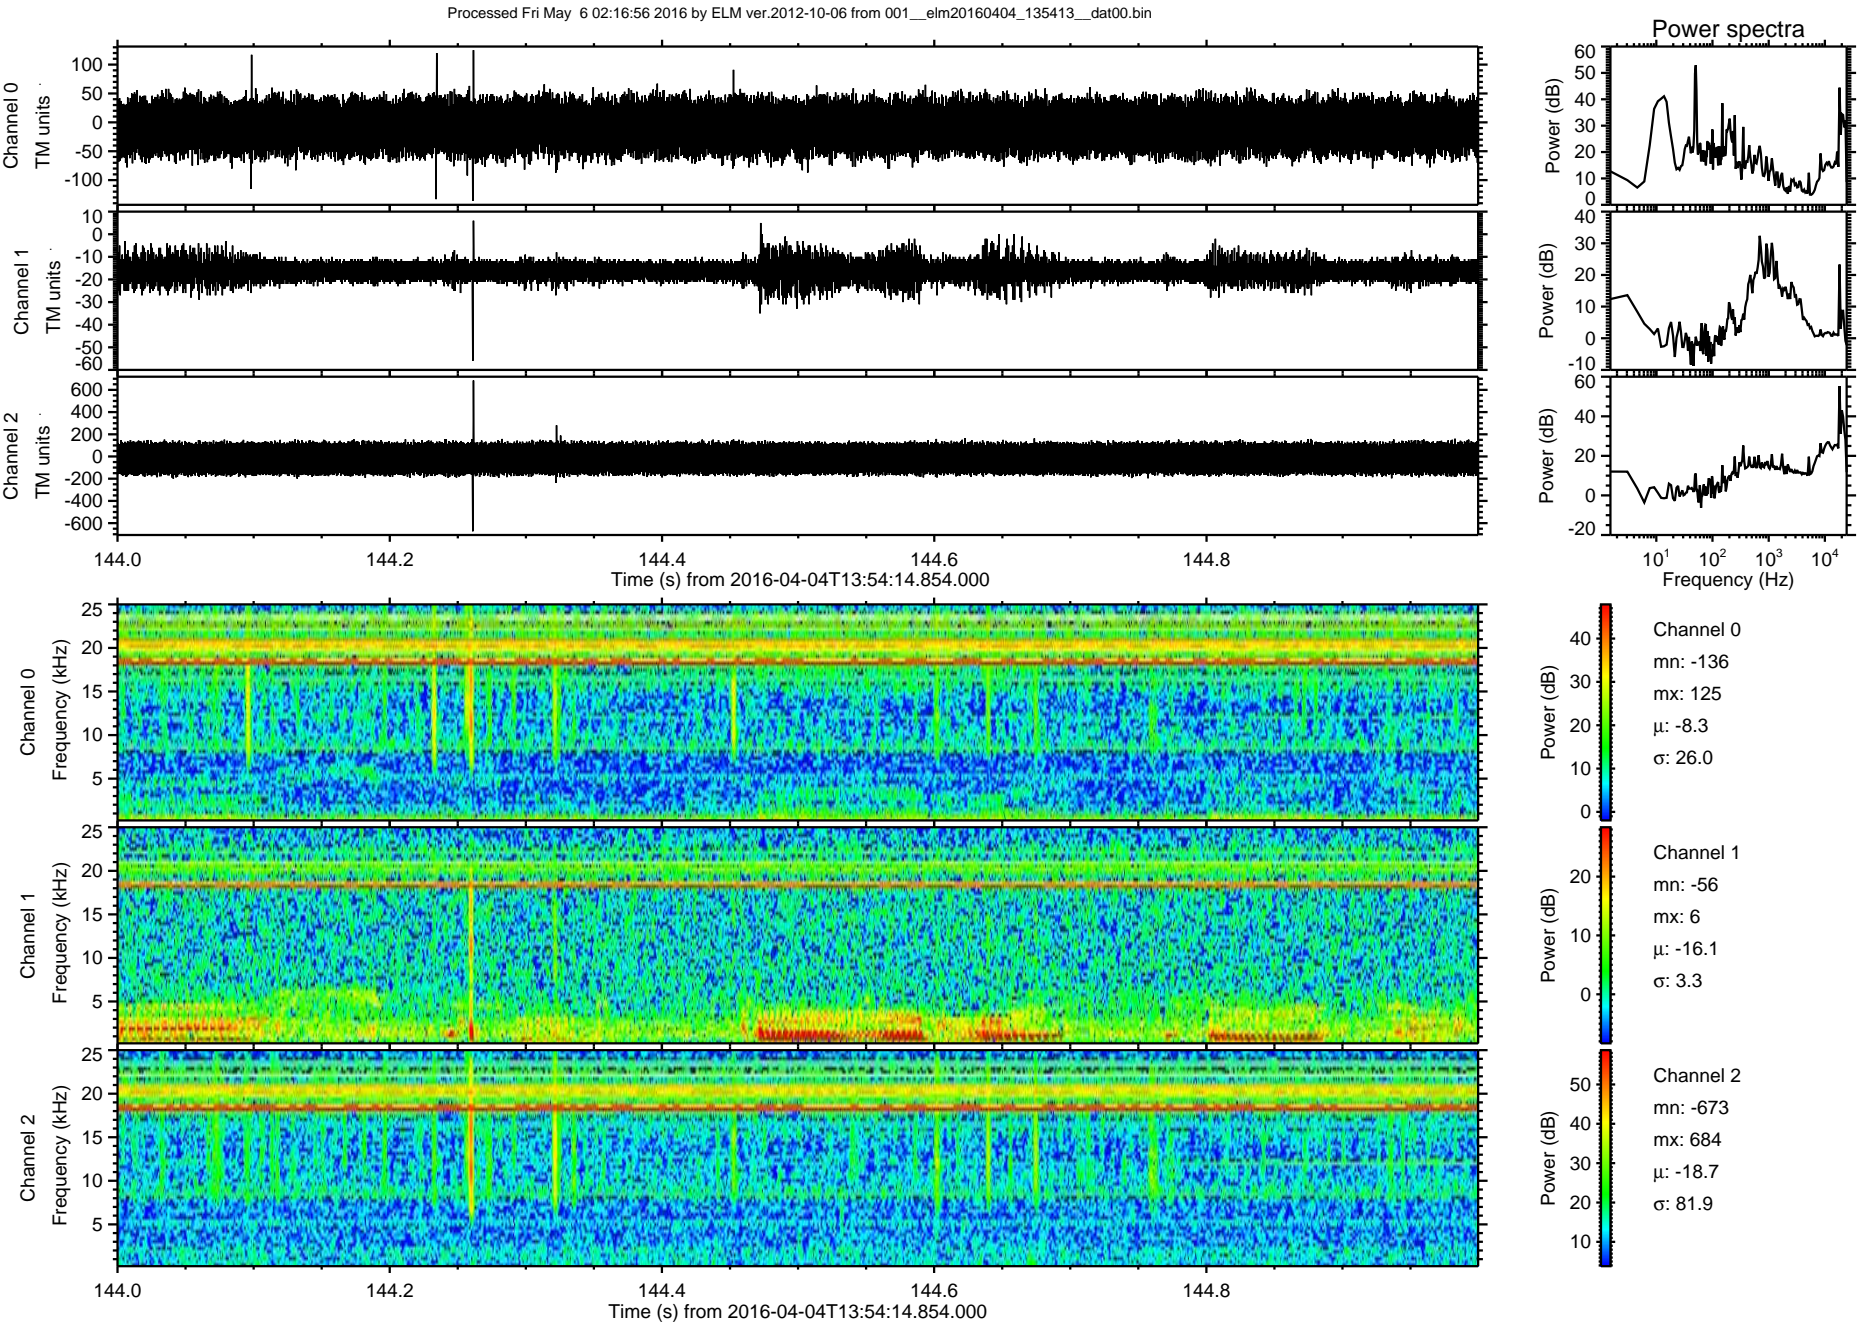 Processed Fri May  6 02:16:56 2016 by ELM ver.2012-10-06 from 001__elm20160404_135413__dat00.bin
Power spectra
Channel 0
TM units
100
50
0
-50
-100
Power (dB)
60
50
40
30
20
10
0
Channel 1
TM units
10
0
-10
-20
-30
-40
-50
-60
Power (dB)
40
30
20
10
0
-10
Channel 2
TM units
600
400
200
0
-200
-400
-600
Power (dB)
60
40
20
0
-20
144.0 144.2 144.4 144.6 144.8
Time (s) from 2016-04-04T13:54:14.854.000
10¹ 10² 10³ 10⁴
Frequency (Hz)
Channel 0
Frequency (kHz)
25
20
15
10
5
Power (dB)
40
30
20
10
0
Channel 0
mn: -136
mx: 125
µ: -8.3
σ: 26.0
Channel 1
Frequency (kHz)
25
20
15
10
5
Power (dB)
20
10
0
Channel 1
mn: -56
mx: 6
µ: -16.1
σ: 3.3
Channel 2
Frequency (kHz)
25
20
15
10
5
Power (dB)
50
40
30
20
10
Channel 2
mn: -673
mx: 684
µ: -18.7
σ: 81.9
144.0 144.2 144.4 144.6 144.8
Time (s) from 2016-04-04T13:54:14.854.000